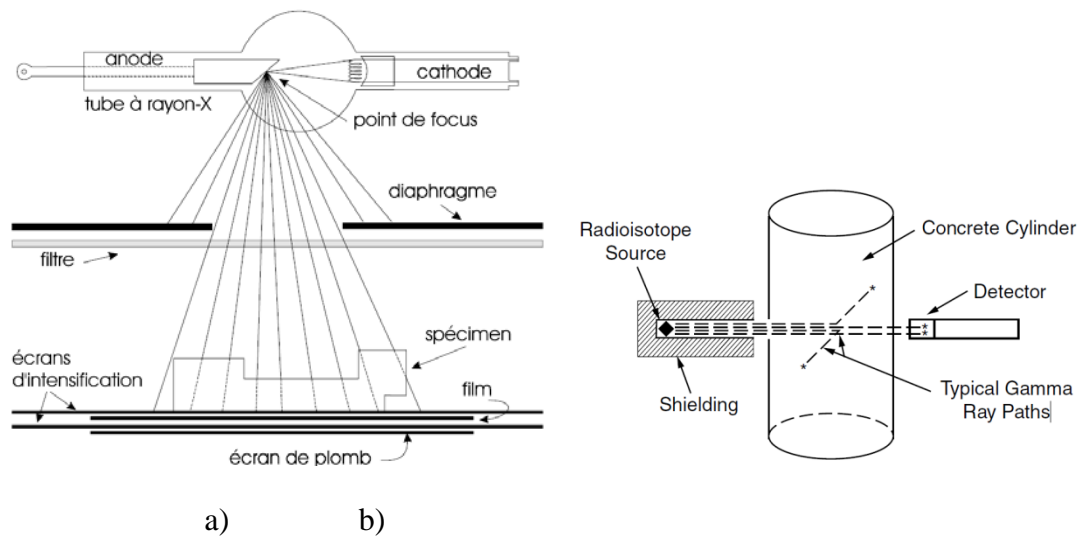 anode
cathode
tube à rayon-X
point de focus
diaphragme
filtre
spécimen
écrans
d'intensification
film
écran de plomb
Radioisotope
Source
Concrete Cylinder
Detector
*
*
*
*
Shielding
Typical Gamma
Ray Paths
a) b)